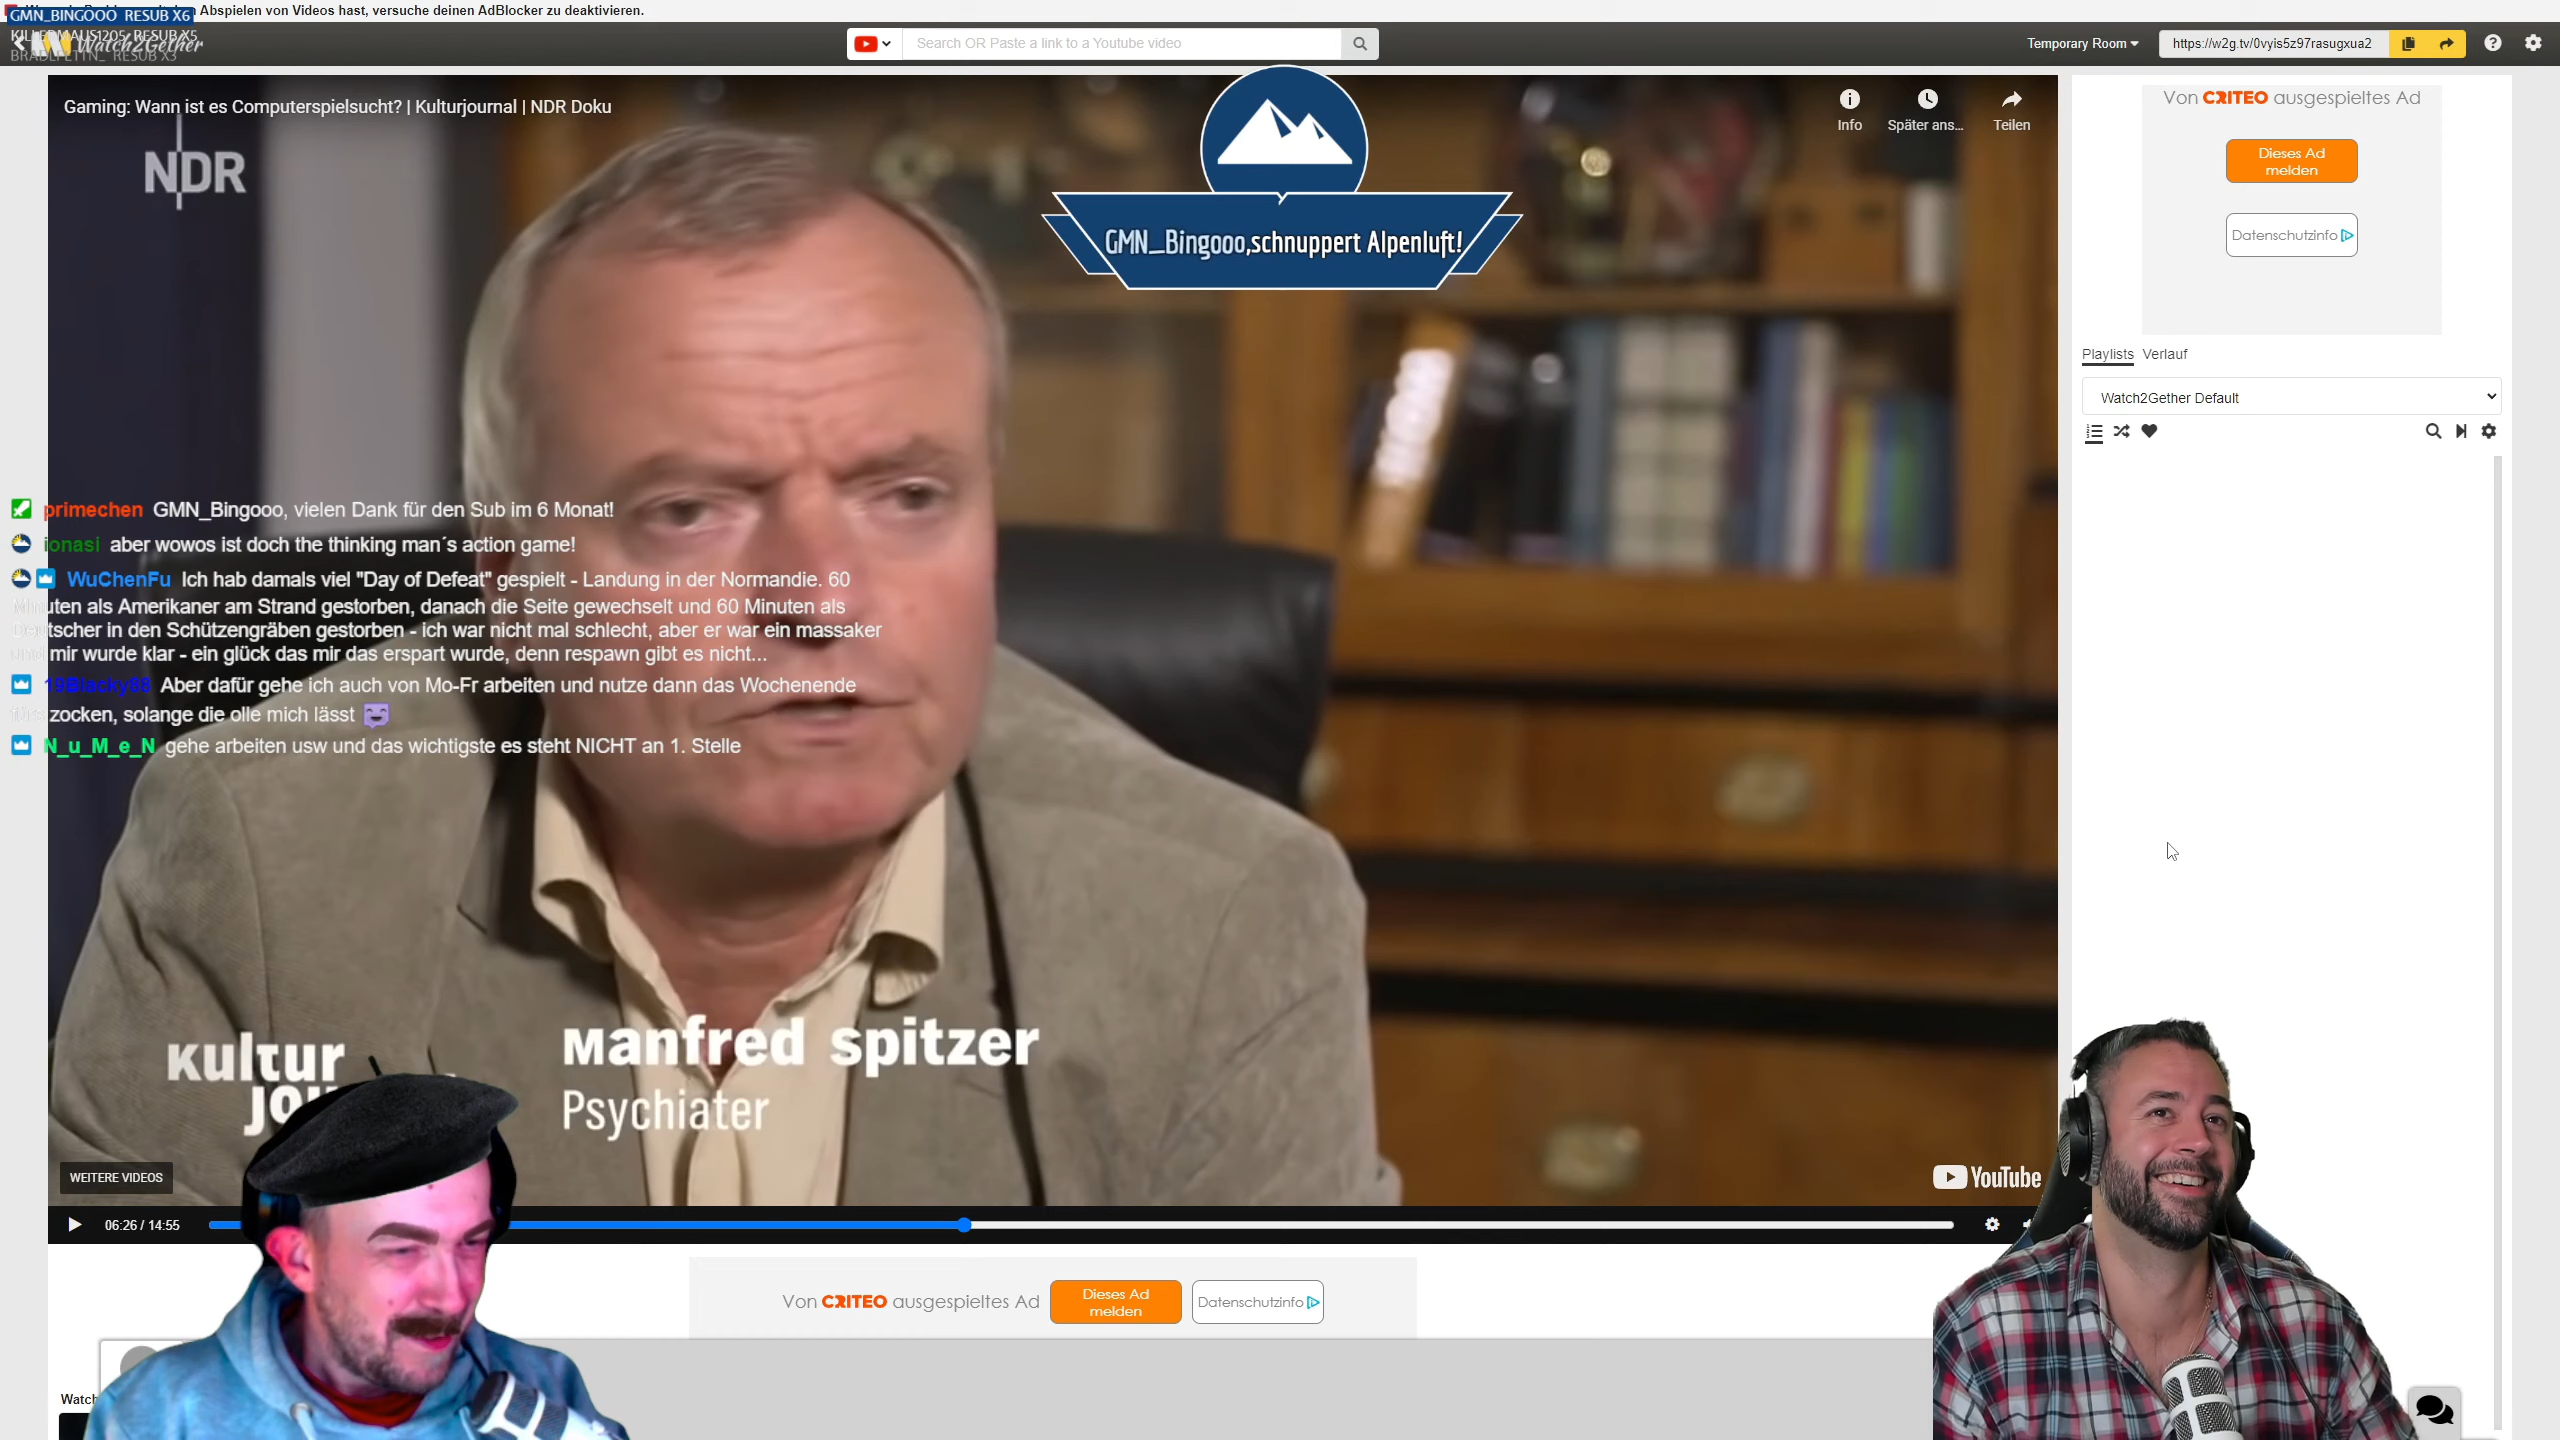 Abspielen von Videos hast, versuche deinen AdBlocker zu deaktivieren.
GMN_BINGOOO RESUB X6
KILLERMAUS1205 RESUB X5
Watch2Gether
Search OR Paste a link to a Youtube video
Temporary Room
https://w2g.tv/0vyis5z97rasugxua2
Gaming: Wann ist es Computerspielsucht? | Kulturjournal | NDR Doku
Info
Später ans...
Teilen
NDR
GMN_Bingooo,schnuppert Alpenluft!
Von CRITEO ausgespieltes Ad
Dieses Ad
melden
Datenschutzinfo
Playlists Verlauf
Watch2Gether Default
primechen GMN_Bingooo, vielen Dank für den Sub im 6 Monat!
ionasi aber wowos ist doch the thinking man´s action game!
WuChenFu Ich hab damals viel "Day of Defeat" gespielt - Landung in der Normandie. 60
Minuten als Amerikaner am Strand gestorben, danach die Seite gewechselt und 60 Minuten als
Deutscher in den Schützengräben gestorben - ich war nicht mal schlecht, aber er war ein massaker
und mir wurde klar - ein glück das mir das erspart wurde, denn respawn gibt es nicht...
19Blacky88 Aber dafür gehe ich auch von Mo-Fr arbeiten und nutze dann das Wochenende
fürs zocken, solange die olle mich lässt
N_u_M_e_N gehe arbeiten usw und das wichtigste es steht NICHT an 1. Stelle
Kultur
Manfred Spitzer
Psychiater
WEITERE VIDEOS
YouTube
06:26 / 14:55
Von CRITEO ausgespieltes Ad
Dieses Ad
melden
Datenschutzinfo
Watch